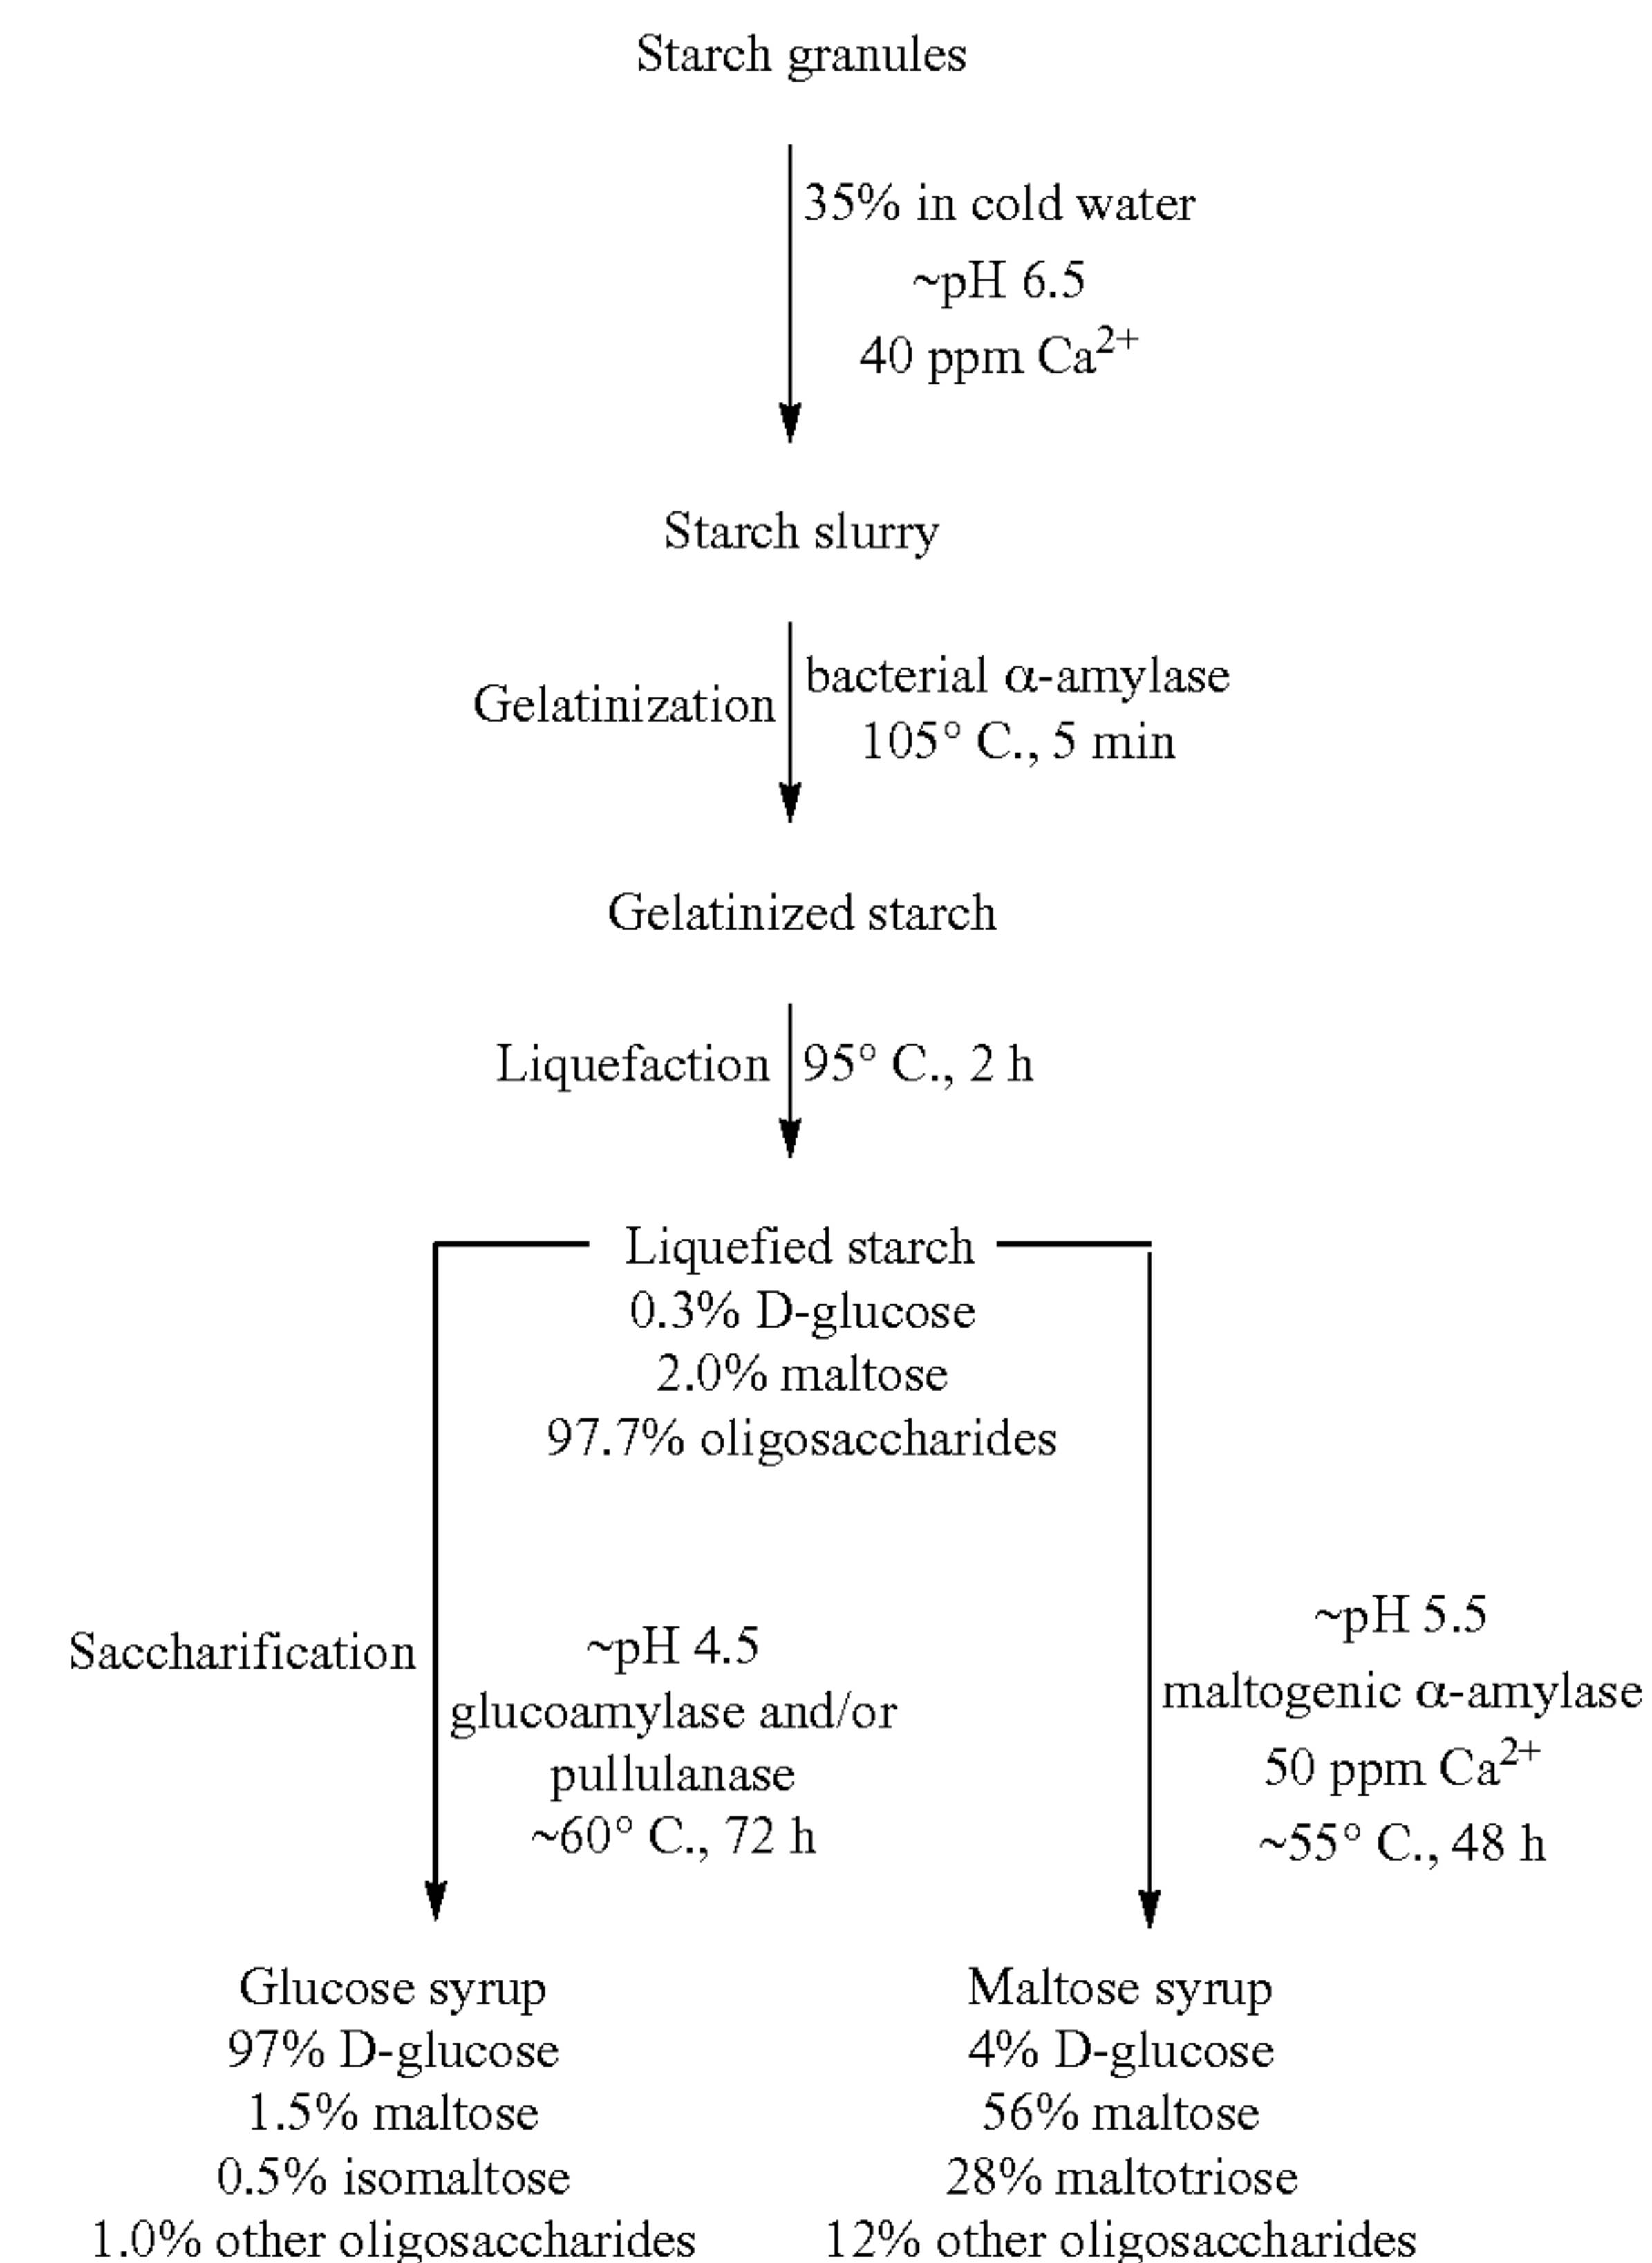 Starch granules
35% in cold water
~pH 6.5
40 ppm Ca²⁺
Starch slurry
Gelatinization
bacterial α-amylase
105° C., 5 min
Gelatinized starch
Liquefaction
95° C., 2 h
Liquefied starch
0.3% D-glucose
2.0% maltose
97.7% oligosaccharides
Saccharification
~pH 4.5
glucoamylase and/or
pullulanase
~60° C., 72 h
~pH 5.5
maltogenic α-amylase
50 ppm Ca²⁺
~55° C., 48 h
Glucose syrup
97% D-glucose
1.5% maltose
0.5% isomaltose
1.0% other oligosaccharides
Maltose syrup
4% D-glucose
56% maltose
28% maltotriose
12% other oligosaccharides